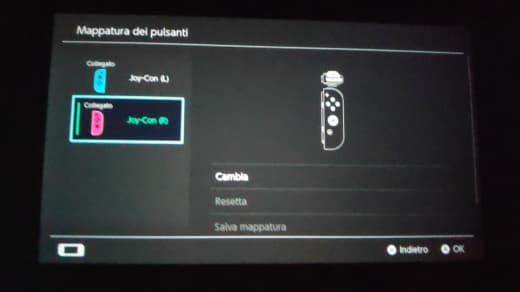 Mappatura dei pulsanti
Collegato
Joy-Con (L)
Collegato
Joy-Con (R)
Cambia
Resetta
Salva mappatura
Indietro
OK